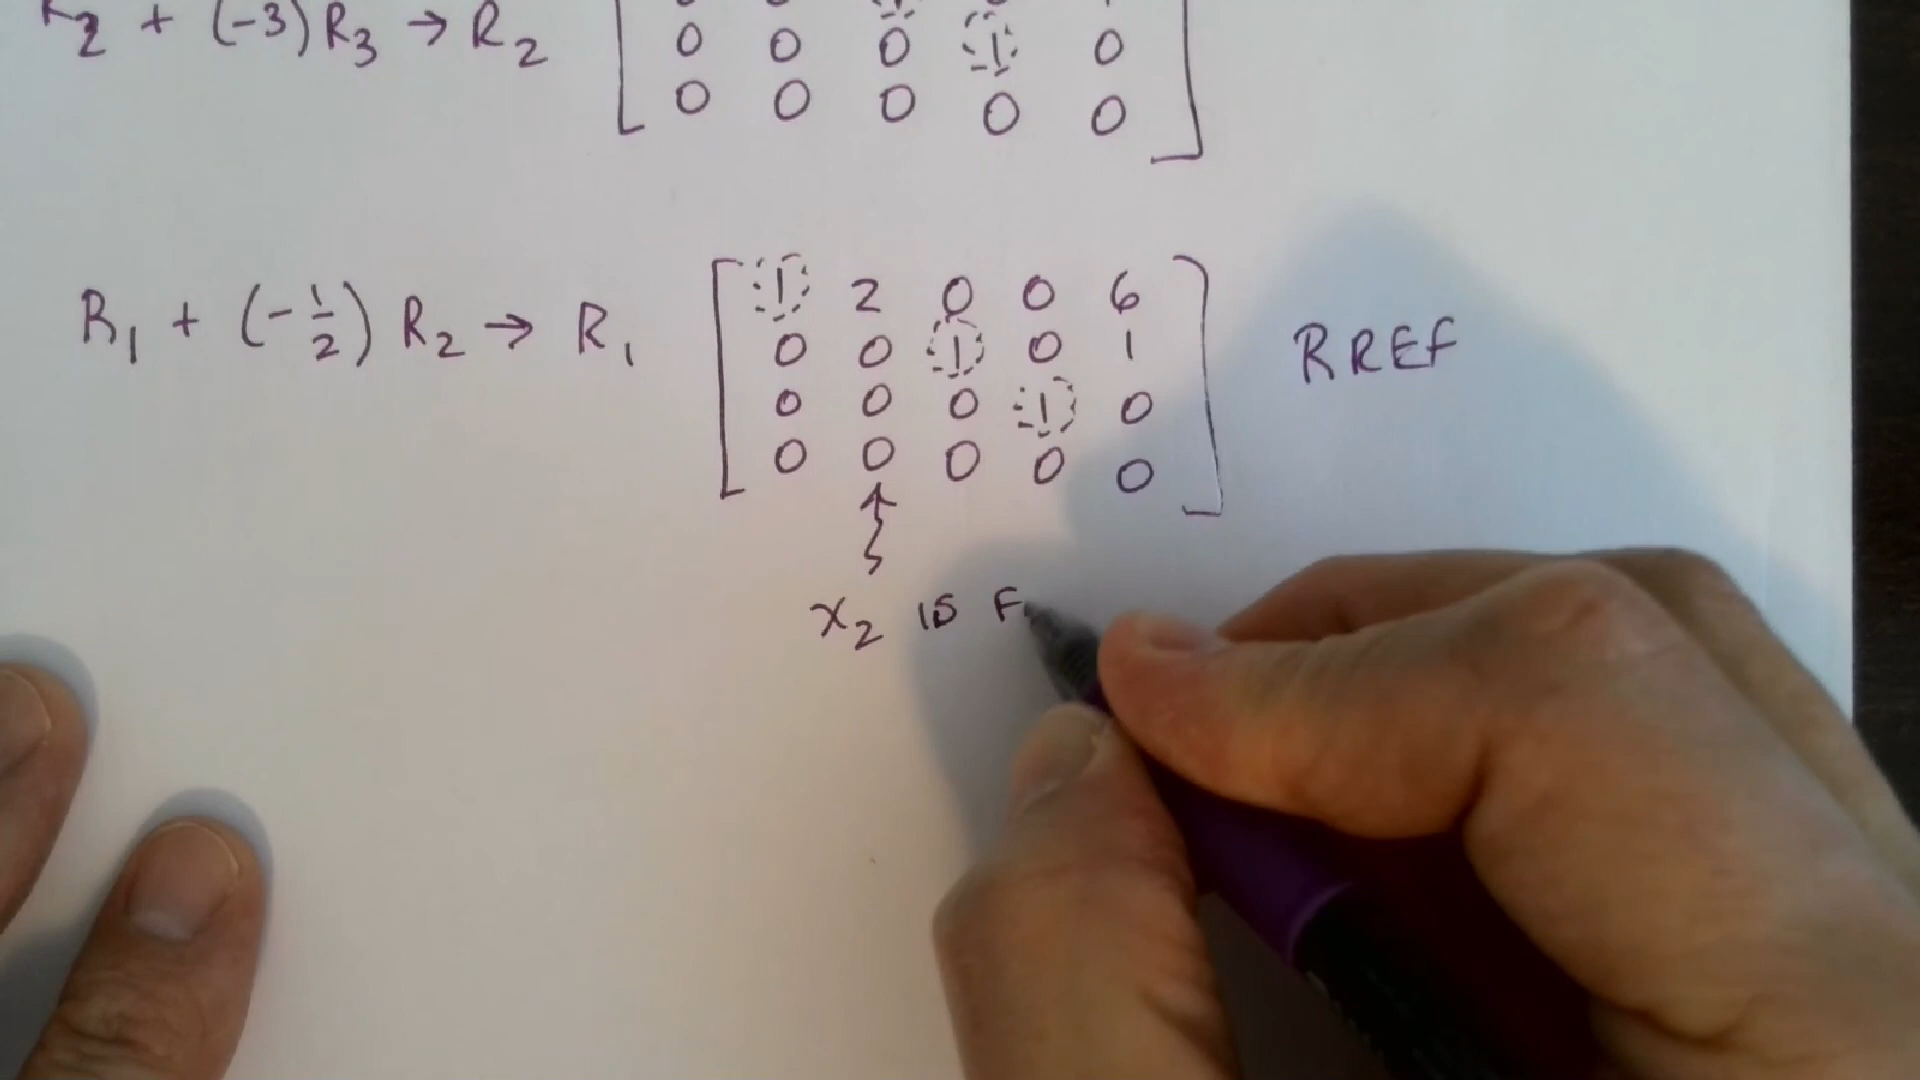 R₂ + (-3) R₃ → R₂
0 0 0 1 0
0 0 0 0 0
R₁ + (-1/2) R₂ → R₁
1 2 0 0 6
0 0 1 0 1
0 0 0 1 0
0 0 0 0 0
RREF
x₂ IS F